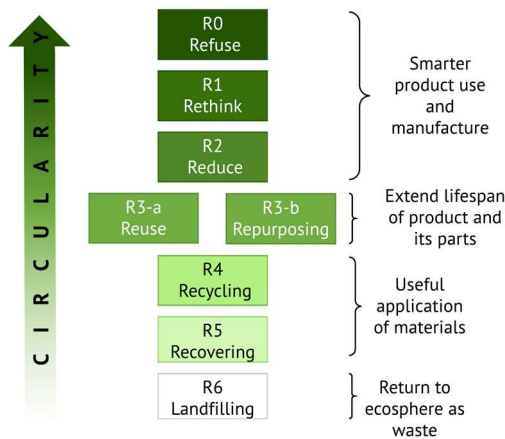 CIRCULARITY
R0
Refuse
R1
Rethink
R2
Reduce
Smarter
product use
and
manufacture
R3-a
Reuse
R3-b
Repurposing
Extend lifespan
of product and
its parts
R4
Recycling
R5
Recovering
Useful
application
of materials
R6
Landfilling
Return to
ecosphere as
waste